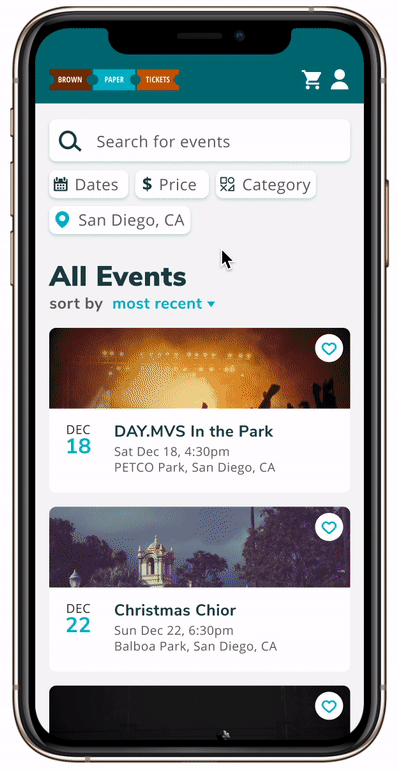 BROWN PAPER TICKETS
Search for events
Dates $ Price Category
San Diego, CA
All Events
sort by most recent
DEC
18
DAY.MVS In the Park
Sat Dec 18, 4:30pm
PETCO Park, San Diego, CA
DEC
22
Christmas Chior
Sun Dec 22, 6:30pm
Balboa Park, San Diego, CA